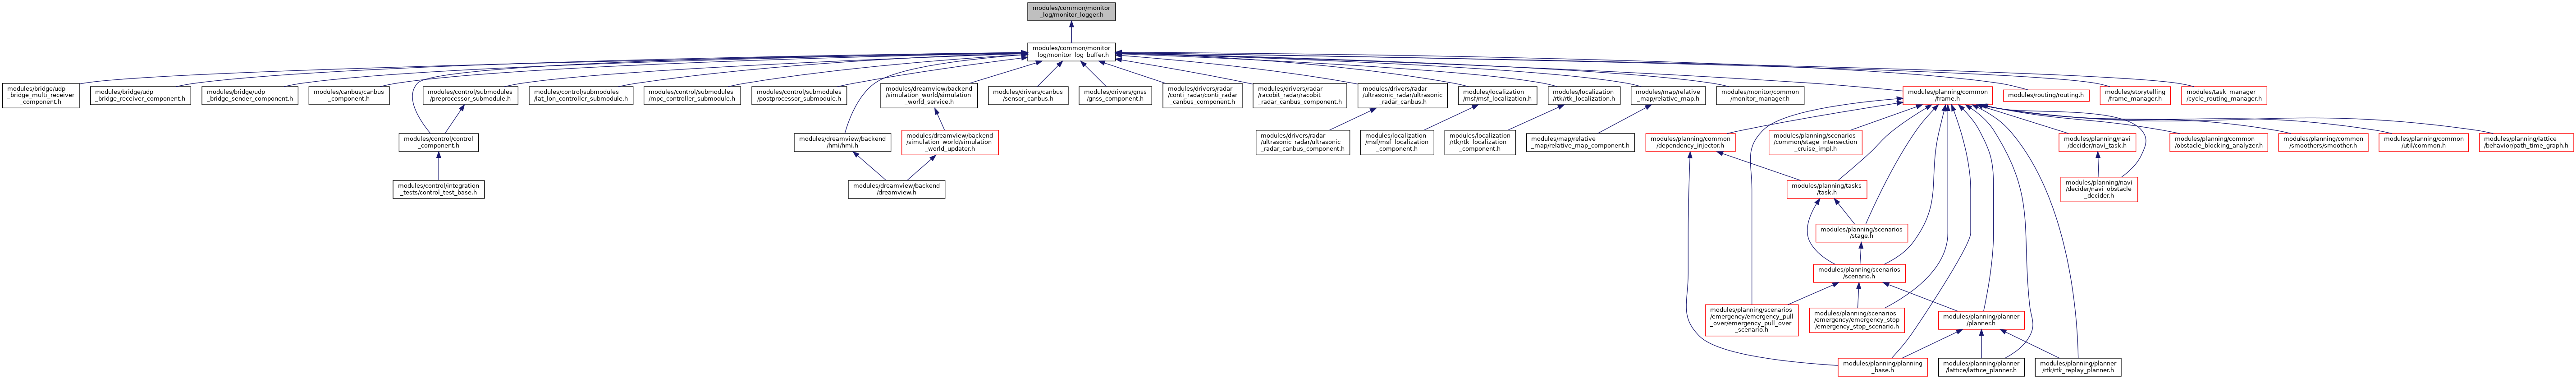 modules/common/monitor
_log/monitor_logger.h
modules/common/monitor
_log/monitor_log_buffer.h
modules/bridge/udp
_bridge_multi_receiver
_component.h
modules/bridge/udp
_bridge_receiver_component.h
modules/bridge/udp
_bridge_sender_component.h
modules/canbus/canbus
_component.h
modules/control/submodules
/preprocessor_submodule.h
modules/control/submodules
/lat_lon_controller_submodule.h
modules/control/submodules
/mpc_controller_submodule.h
modules/control/submodules
/postprocessor_submodule.h
modules/dreamview/backend
/simulation_world/simulation
_world_service.h
modules/drivers/canbus
/sensor_canbus.h
modules/drivers/gnss
/gnss_component.h
modules/drivers/radar
/conti_radar/conti_radar
_canbus_component.h
modules/drivers/radar
/racobit_radar/racobit
_radar_canbus_component.h
modules/drivers/radar
/ultrasonic_radar/ultrasonic
_radar_canbus.h
modules/localization
/msf/msf_localization.h
modules/localization
/rtk/rtk_localization.h
modules/map/relative
_map/relative_map.h
modules/monitor/common
/monitor_manager.h
modules/planning/common
/frame.h
modules/routing/routing.h
modules/storytelling
/frame_manager.h
modules/task_manager
/cycle_routing_manager.h
modules/control/control
_component.h
modules/dreamview/backend
/hmi/hmi.h
modules/dreamview/backend
/simulation_world/simulation
_world_updater.h
modules/drivers/radar
/ultrasonic_radar/ultrasonic
_radar_canbus_component.h
modules/localization
/msf/msf_localization
_component.h
modules/localization
/rtk/rtk_localization
_component.h
modules/map/relative
_map/relative_map_component.h
modules/planning/common
/dependency_injector.h
modules/planning/scenarios
/common/stage_intersection
_cruise_impl.h
modules/planning/navi
/decider/navi_task.h
modules/planning/common
/obstacle_blocking_analyzer.h
modules/planning/common
/smoothers/smoother.h
modules/planning/common
/util/common.h
modules/planning/lattice
/behavior/path_time_graph.h
modules/control/integration
_tests/control_test_base.h
modules/dreamview/backend
/dreamview.h
modules/planning/tasks
/task.h
modules/planning/navi
/decider/navi_obstacle
_decider.h
modules/planning/scenarios
/stage.h
modules/planning/scenarios
/scenario.h
modules/planning/scenarios
/emergency/emergency_pull
_over/emergency_pull_over
_scenario.h
modules/planning/scenarios
/emergency/emergency_stop
/emergency_stop_scenario.h
modules/planning/planner
/planner.h
modules/planning/planning
_base.h
modules/planning/planner
/lattice/lattice_planner.h
modules/planning/planner
/rtk/rtk_replay_planner.h